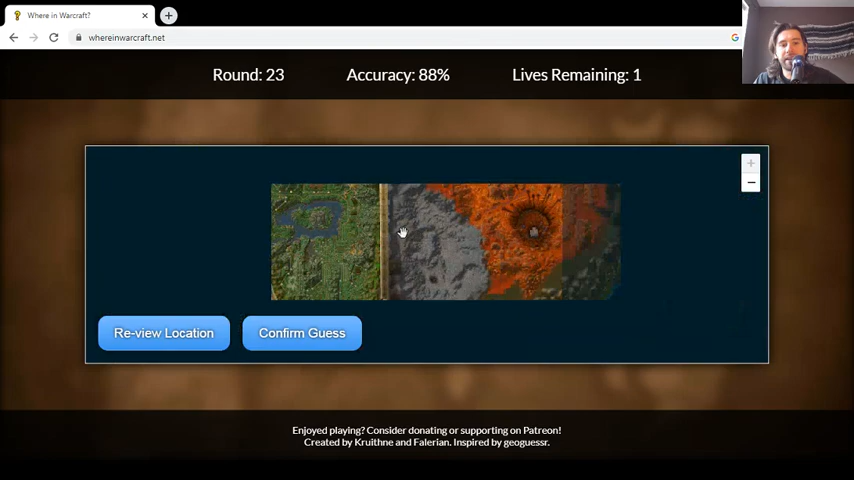 Where in Warcraft?
whereinwarcraft.net
Round: 23
Accuracy: 88%
Lives Remaining: 1
Re-view Location
Confirm Guess
Enjoyed playing? Consider donating or supporting on Patreon!
Created by Kruithne and Falerian. Inspired by geoguessr.